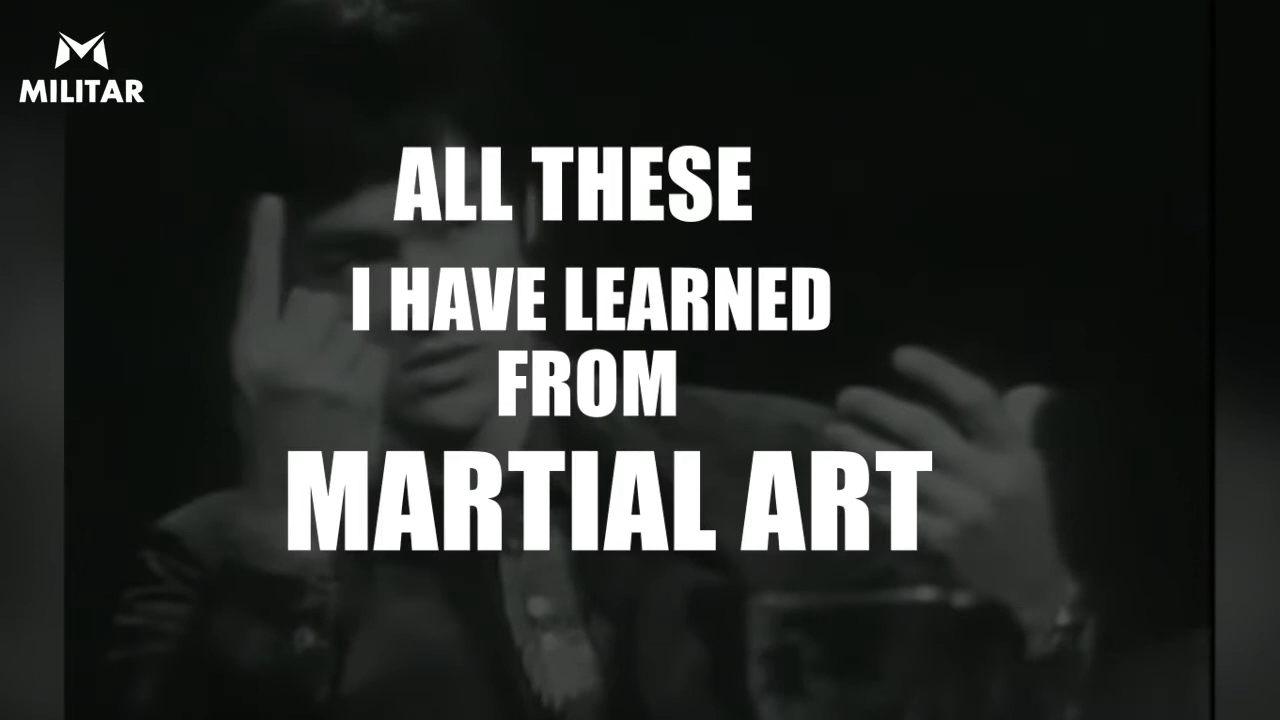 MILITAR
ALL THESE
I HAVE LEARNED
FROM
MARTIAL ART